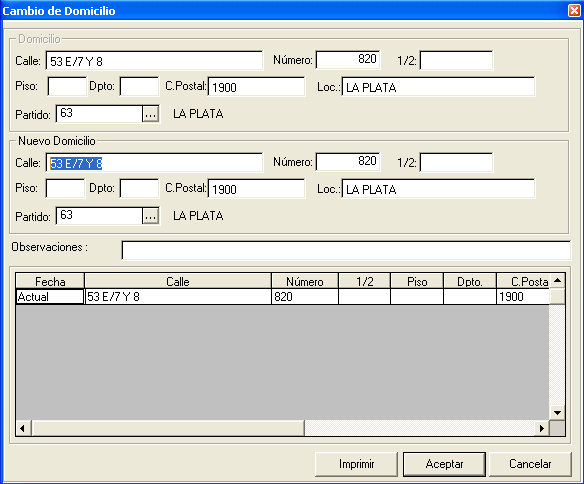 Cambio de Domicilio
Domicilio
Calle: 53 E/7 Y 8 Número: 820 1/2:
Piso: Dpto: C.Postal: 1900 Loc.: LA PLATA
Partido: 63 ... LA PLATA
Nuevo Domicilio
Calle: 53 E/7 Y 8 Número: 820 1/2:
Piso: Dpto: C.Postal: 1900 Loc.: LA PLATA
Partido: 63 ... LA PLATA
Observaciones :
Fecha Calle Número 1/2 Piso Dpto. C.Posta
Actual 53 E/7 Y 8 820 1900
Imprimir Aceptar Cancelar